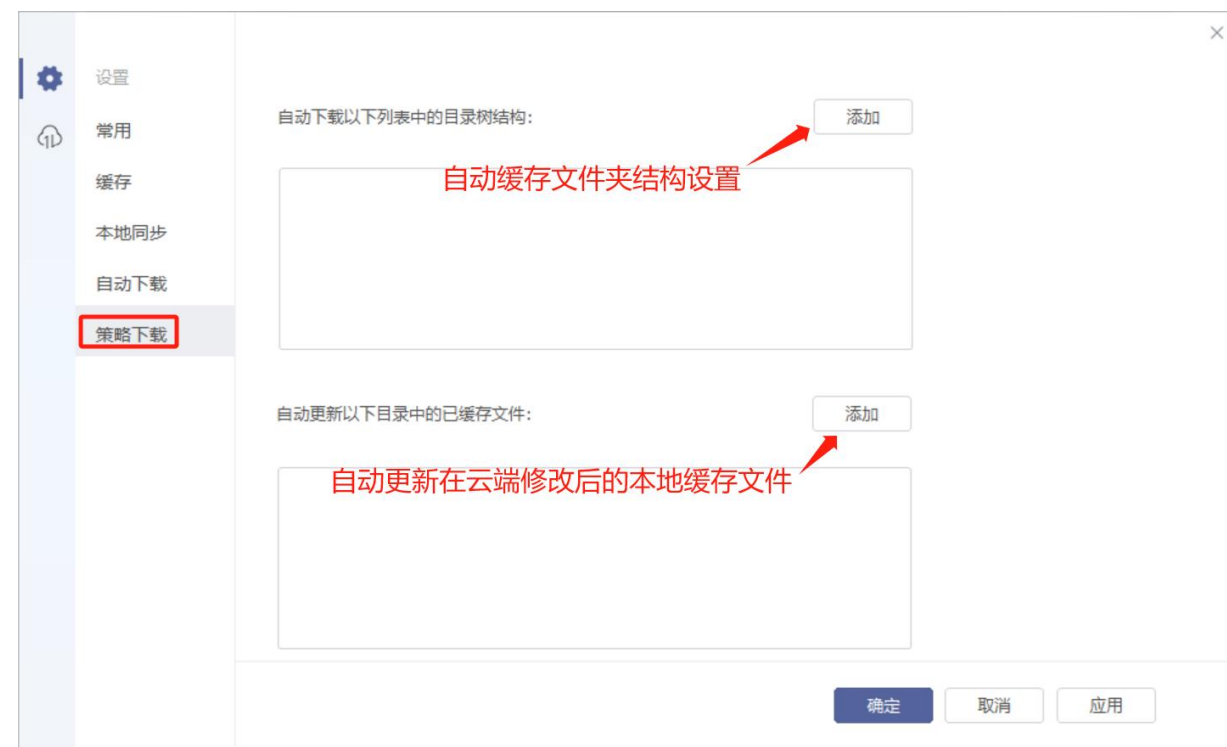 设置
常用
缓存
本地同步
自动下载
策略下载
自动下载以下列表中的目录树结构:
添加
自动缓存文件夹结构设置
自动更新以下目录中的已缓存文件:
添加
自动更新在云端修改后的本地缓存文件
确定
取消
应用